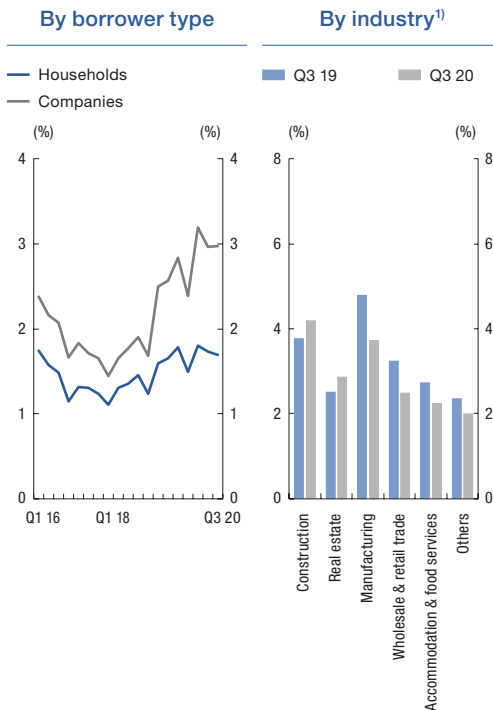 By borrower type
Households
Companies
(%)
(%)
4
4
3
3
2
2
1
1
0
0
Q1 16
Q1 18
Q3 20
By industry1)
Q3 19
Q3 20
(%)
(%)
8
8
6
6
4
4
2
2
0
0
Construction
Real estate
Manufacturing
Wholesale & retail trade
Accommodation & food services
Others